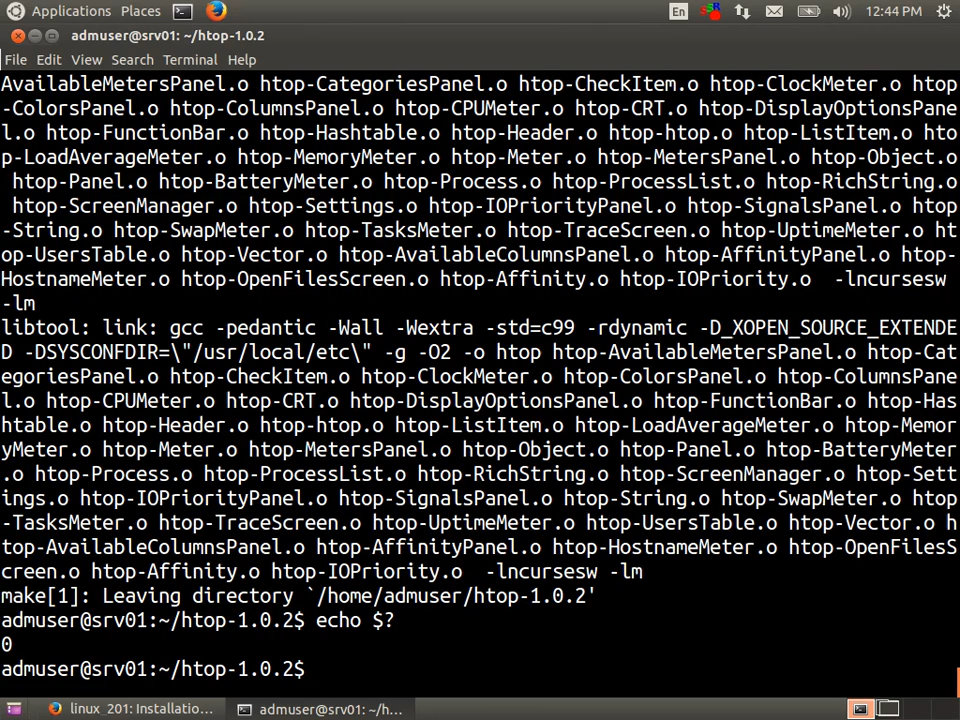 Applications Places En 12:44 PM
admuser@srv01: ~/htop-1.0.2
File Edit View Search Terminal Help
AvailableMetersPanel.o htop-CategoriesPanel.o htop-CheckItem.o htop-ClockMeter.o htop
-ColorsPanel.o htop-ColumnsPanel.o htop-CPUMeter.o htop-CRT.o htop-DisplayOptionsPane
l.o htop-FunctionBar.o htop-Hashtable.o htop-Header.o htop-htop.o htop-ListItem.o hto
p-LoadAverageMeter.o htop-MemoryMeter.o htop-Meter.o htop-MetersPanel.o htop-Object.o
 htop-Panel.o htop-BatteryMeter.o htop-Process.o htop-ProcessList.o htop-RichString.o
 htop-ScreenManager.o htop-Settings.o htop-IOPriorityPanel.o htop-SignalsPanel.o htop
-String.o htop-SwapMeter.o htop-TasksMeter.o htop-TraceScreen.o htop-UptimeMeter.o ht
op-UsersTable.o htop-Vector.o htop-AvailableColumnsPanel.o htop-AffinityPanel.o htop-
HostnameMeter.o htop-OpenFilesScreen.o htop-Affinity.o htop-IOPriority.o  -lncursesw
-lm
libtool: link: gcc -pedantic -Wall -Wextra -std=c99 -rdynamic -D_XOPEN_SOURCE_EXTENDE
D -DSYSCONFDIR=\"/usr/local/etc\" -g -O2 -o htop htop-AvailableMetersPanel.o htop-Cat
egoriesPanel.o htop-CheckItem.o htop-ClockMeter.o htop-ColorsPanel.o htop-ColumnsPane
l.o htop-CPUMeter.o htop-CRT.o htop-DisplayOptionsPanel.o htop-FunctionBar.o htop-Has
htable.o htop-Header.o htop-htop.o htop-ListItem.o htop-LoadAverageMeter.o htop-Memor
yMeter.o htop-Meter.o htop-MetersPanel.o htop-Object.o htop-Panel.o htop-BatteryMeter
.o htop-Process.o htop-ProcessList.o htop-RichString.o htop-ScreenManager.o htop-Sett
ings.o htop-IOPriorityPanel.o htop-SignalsPanel.o htop-String.o htop-SwapMeter.o htop
-TasksMeter.o htop-TraceScreen.o htop-UptimeMeter.o htop-UsersTable.o htop-Vector.o h
top-AvailableColumnsPanel.o htop-AffinityPanel.o htop-HostnameMeter.o htop-OpenFilesS
creen.o htop-Affinity.o htop-IOPriority.o  -lncursesw -lm
make[1]: Leaving directory `/home/admuser/htop-1.0.2'
admuser@srv01:~/htop-1.0.2$ echo $?
0
admuser@srv01:~/htop-1.0.2$
linux_201: Installatio... admuser@srv01: ~/h...